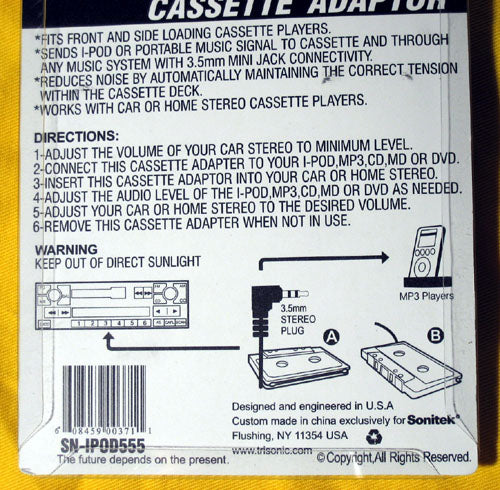 CASSETTE ADAPTOR
*FITS FRONT AND SIDE LOADING CASSETTE PLAYERS.
*SENDS I-POD OR PORTABLE MUSIC SIGNAL TO CASSETTE AND THROUGH
ANY MUSIC SYSTEM WITH 3.5mm MINI JACK CONNECTIVITY.
*REDUCES NOISE BY AUTOMATICALLY MAINTAINING THE CORRECT TENSION
WITHIN THE CASSETTE DECK.
*WORKS WITH CAR OR HOME STEREO CASSETTE PLAYERS.
DIRECTIONS:
1-ADJUST THE VOLUME OF YOUR CAR STEREO TO MINIMUM LEVEL.
2-CONNECT THIS CASSETTE ADAPTER TO YOUR I-POD,MP3,CD,MD OR DVD.
3-INSERT THIS CASSETTE ADAPTOR INTO YOUR CAR OR HOME STEREO.
4-ADJUST THE AUDIO LEVEL OF THE I-POD,MP3,CD,MD OR DVD AS NEEDED.
5-ADJUST YOUR CAR OR HOME STEREO TO THE DESIRED VOLUME.
6-REMOVE THIS CASSETTE ADAPTER WHEN NOT IN USE.
WARNING
KEEP OUT OF DIRECT SUNLIGHT
MP3 Players
3.5mm
STEREO
PLUG
1 2 3 4 5 6
A
B
6 08459 00371 1
SN-IPOD555
The future depends on the present.
Designed and engineered in U.S.A
Custom made in china exclusively for Sonitek®
Flushing, NY 11354 USA
www.trisonic.com
©Copyright,All Rights Reserved.